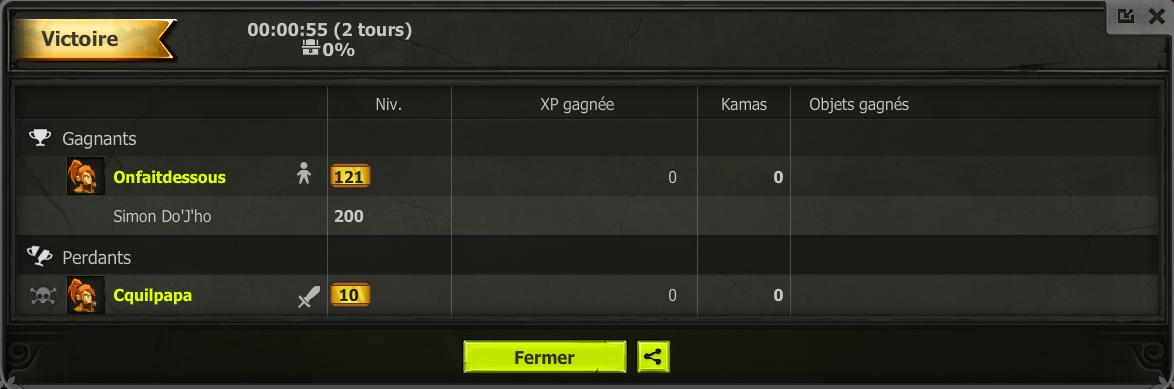 Victoire
00:00:55 (2 tours)
0%
Niv. XP gagnée Kamas Objets gagnés
Gagnants
Onfaitdessous 121 0 0
Simon Do'J'ho 200
Perdants
Cquilpapa 10 0 0
Fermer